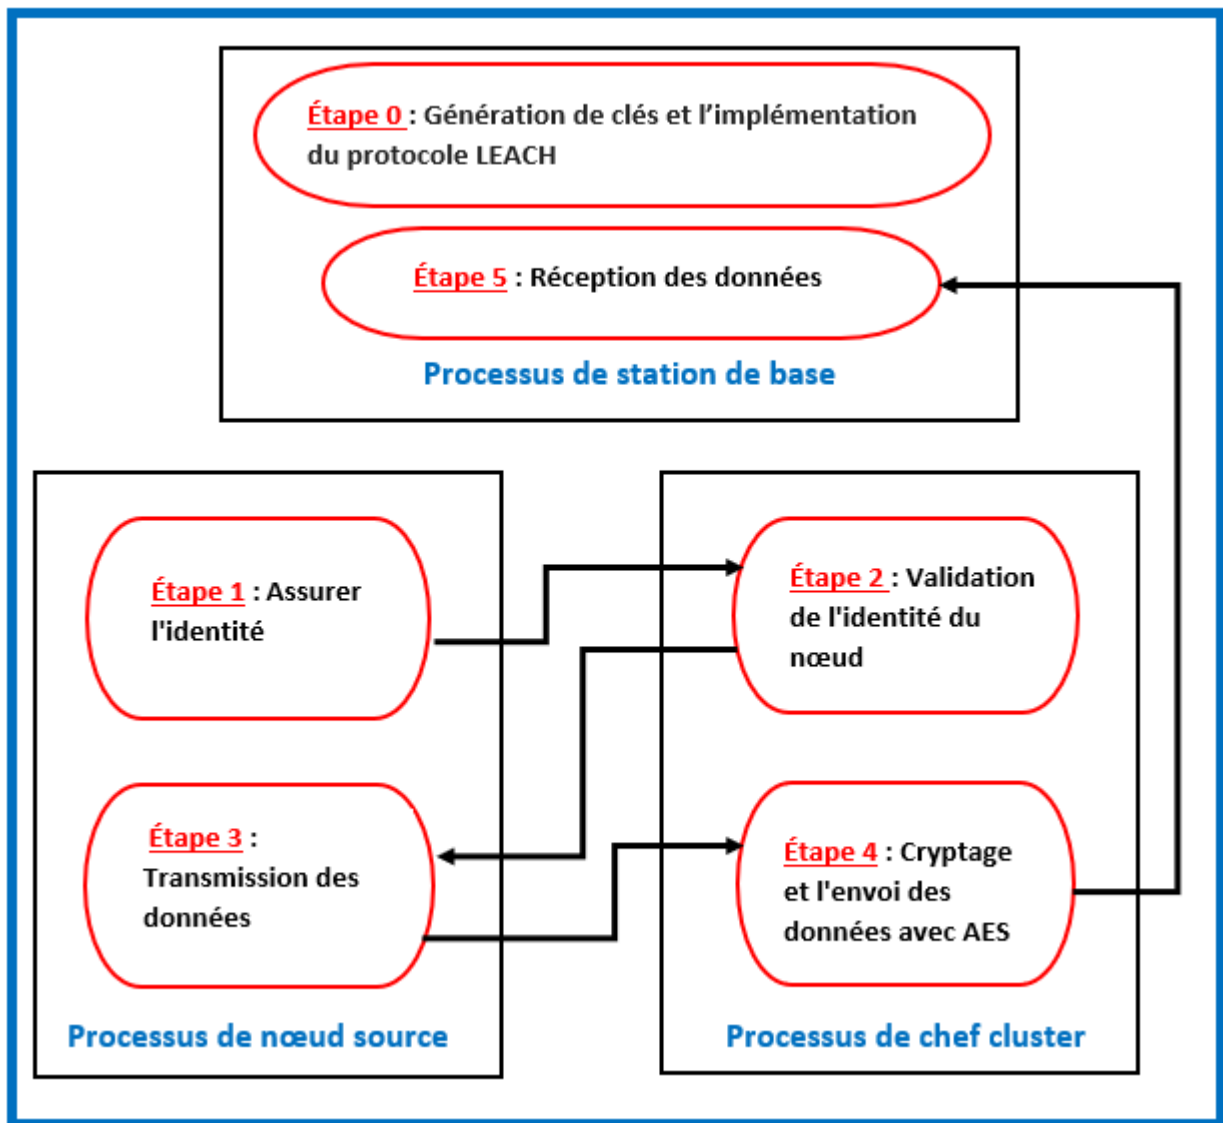 Étape 0 : Génération de clés et l’implémentation
du protocole LEACH
Étape 5 : Réception des données
Processus de station de base
Étape 1 : Assurer
l'identité
Étape 2 : Validation
de l'identité du
nœud
Étape 3 :
Transmission des
données
Étape 4 : Cryptage
et l'envoi des
données avec AES
Processus de nœud source
Processus de chef cluster